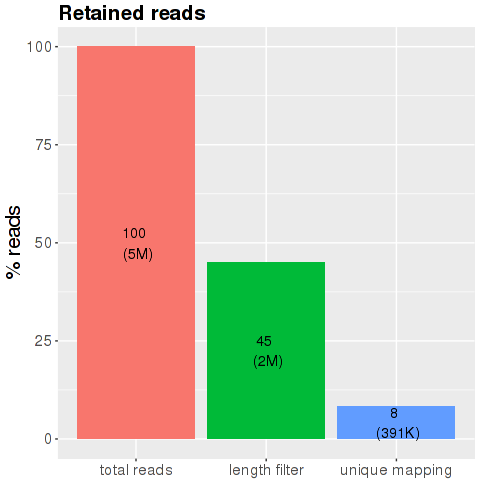 Retained reads
% reads
100
75
50
25
0
100
(5M)
45
(2M)
8
(391K)
total reads
length filter
unique mapping